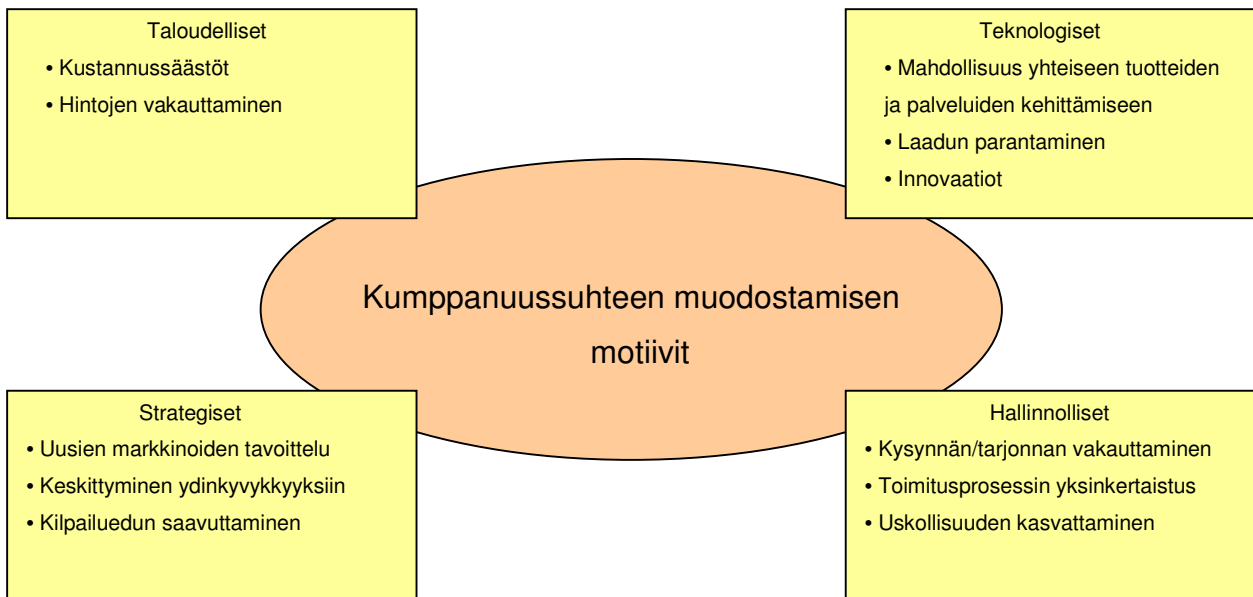 Taloudelliset
• Kustannussäästöt
• Hintojen vakauttaminen
Teknologiset
• Mahdollisuus yhteiseen tuotteiden
ja palveluiden kehittämiseen
• Laadun parantaminen
• Innovaatiot
Kumppanuussuhteen muodostamisen
motiivit
Strategiset
• Uusien markkinoiden tavoittelu
• Keskittyminen ydinkyvykkyyksiin
• Kilpailuedun saavuttaminen
Hallinnolliset
• Kysynnän/tarjonnan vakauttaminen
• Toimitusprosessin yksinkertaistus
• Uskollisuuden kasvattaminen